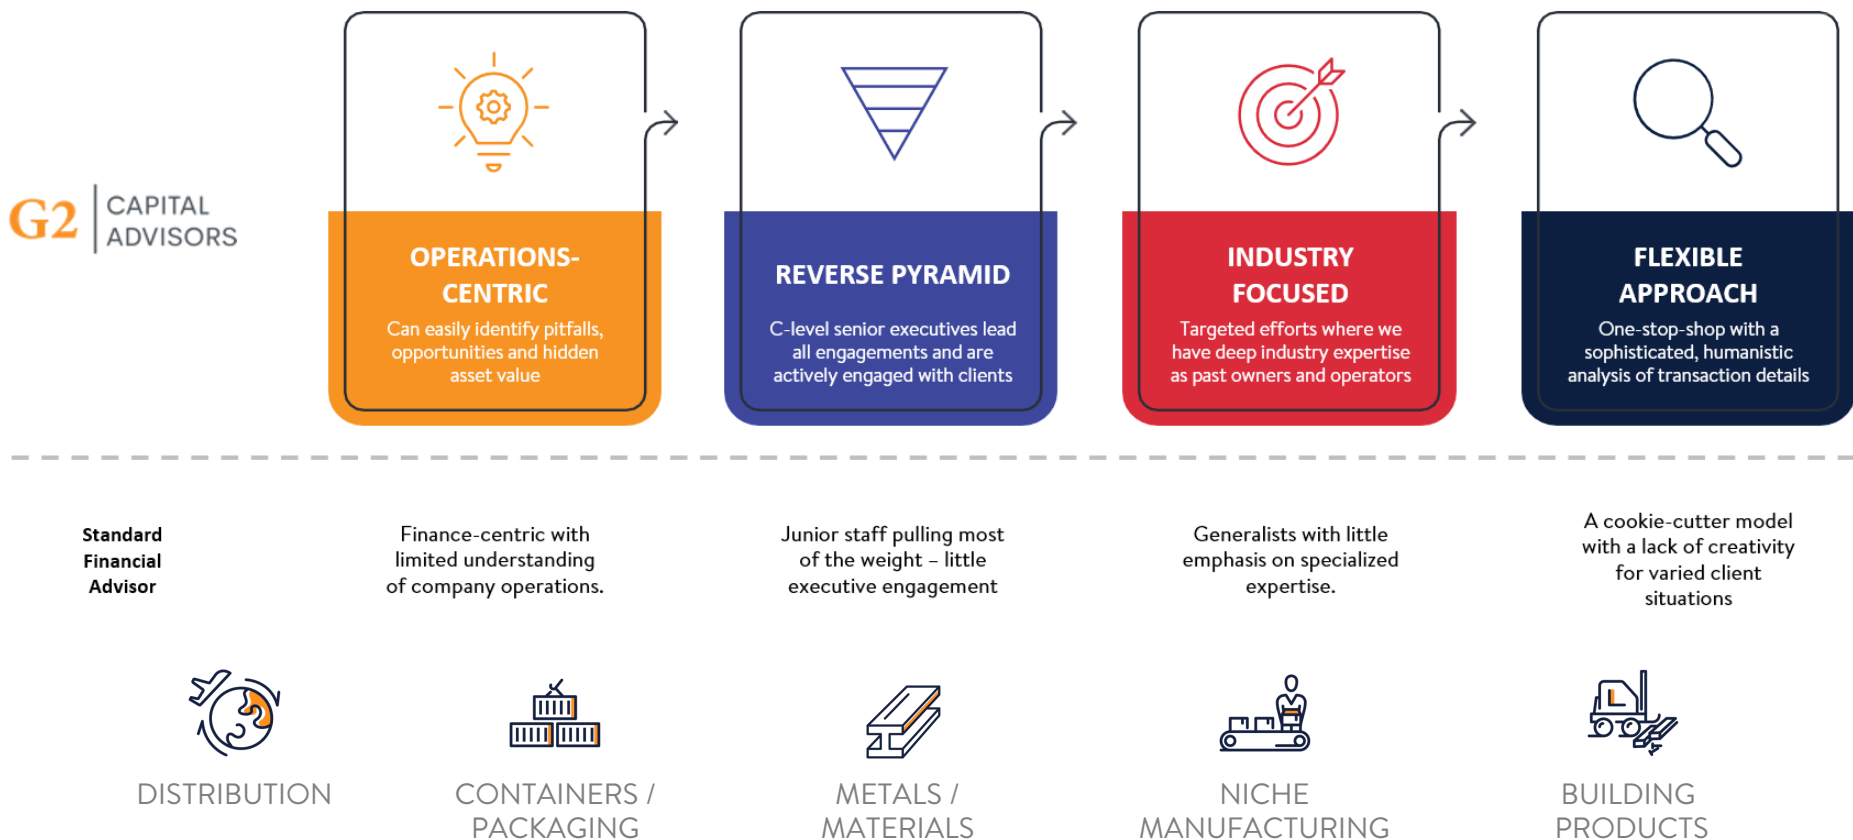 G2 CAPITAL
ADVISORS
OPERATIONS-
CENTRIC
Can easily identify pitfalls,
opportunities and hidden
asset value
REVERSE PYRAMID
C-level senior executives lead
all engagements and are
actively engaged with clients
INDUSTRY
FOCUSED
Targeted efforts where we
have deep industry expertise
as past owners and operators
FLEXIBLE
APPROACH
One-stop-shop with a
sophisticated, humanistic
analysis of transaction details
Standard
Financial
Advisor
Finance-centric with
limited understanding
of company operations.
Junior staff pulling most
of the weight – little
executive engagement
Generalists with little
emphasis on specialized
expertise.
A cookie-cutter model
with a lack of creativity
for varied client
situations
DISTRIBUTION
CONTAINERS /
PACKAGING
METALS /
MATERIALS
NICHE
MANUFACTURING
BUILDING
PRODUCTS